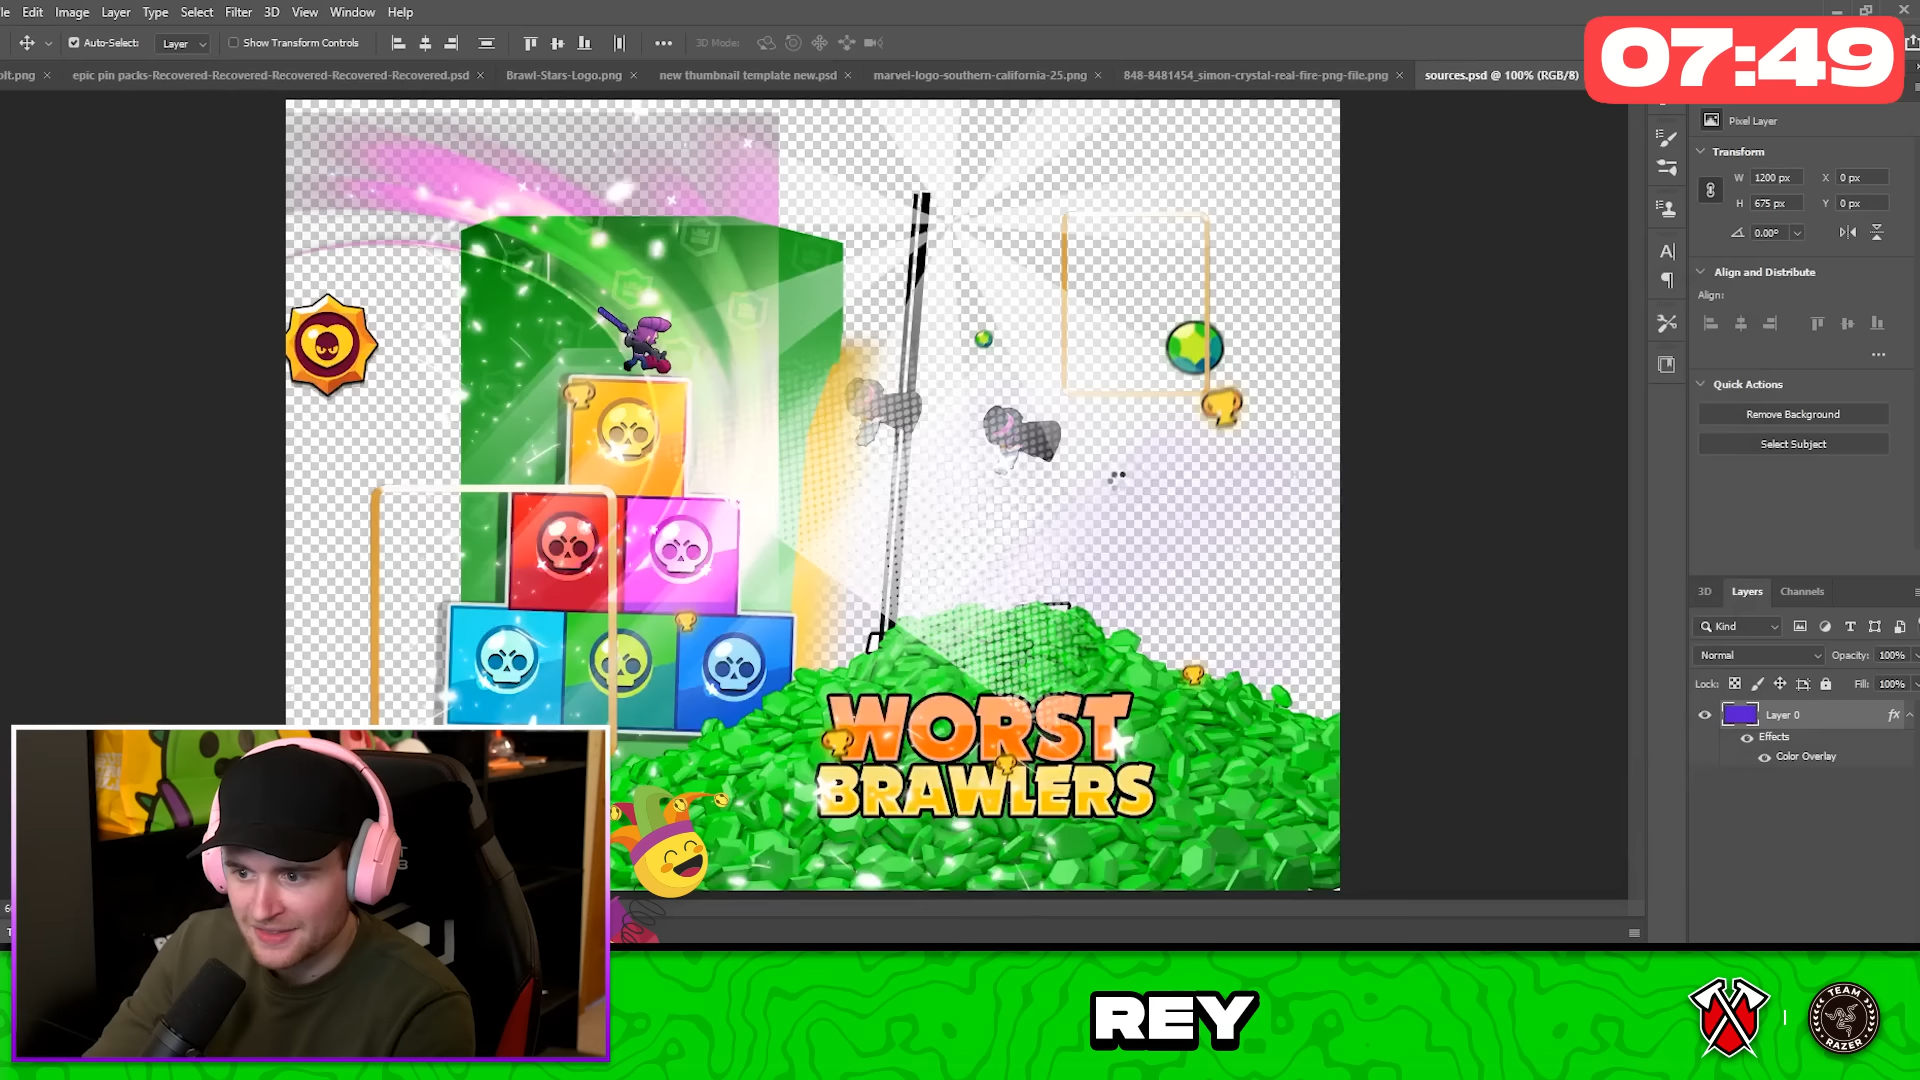 Edit Image Layer Type Select Filter 3D View Window Help
Auto-Select: Layer Show Transform Controls 3D Mode:
07:49
olt.png × epic pin packs-Recovered-Recovered-Recovered-Recovered-Recovered.psd × Brawl-Stars-Logo.png × new thumbnail template new.psd × marvel-logo-southern-california-25.png × 848-8481454_simon-crystal-real-fire-png-file.png × sources.psd @ 100% (RGB/8)
Pixel Layer
Transform
W 1200 px X 0 px
H 675 px Y 0 px
0.00°
Align and Distribute
Align:
Quick Actions
Remove Background
Select Subject
3D Layers Channels
Kind
Normal Opacity: 100%
Lock: Fill: 100%
Layer 0 fx
Effects
Color Overlay
WORST
BRAWLERS
REY
TEAM
RAZER